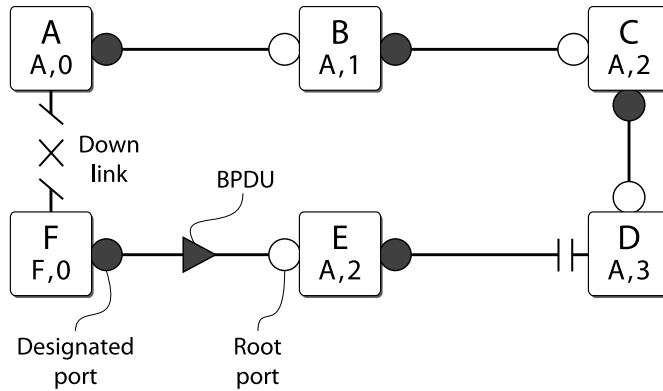 A
A,0
B
A,1
C
A,2
Down
link
BPDU
F
F,0
E
A,2
D
A,3
Designated
port
Root
port